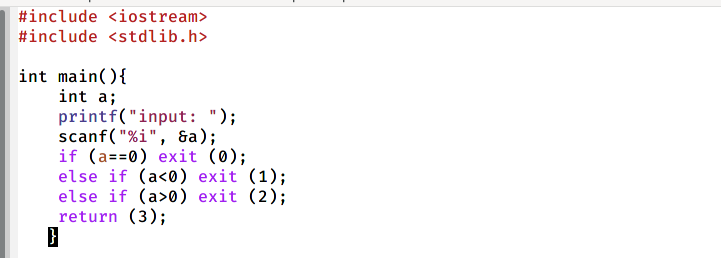 #include <iostream>
#include <stdlib.h>

int main(){
    int a;
    printf("input: ");
    scanf("%i", &a);
    if (a==0) exit (0);
    else if (a<0) exit (1);
    else if (a>0) exit (2);
    return (3);
   }